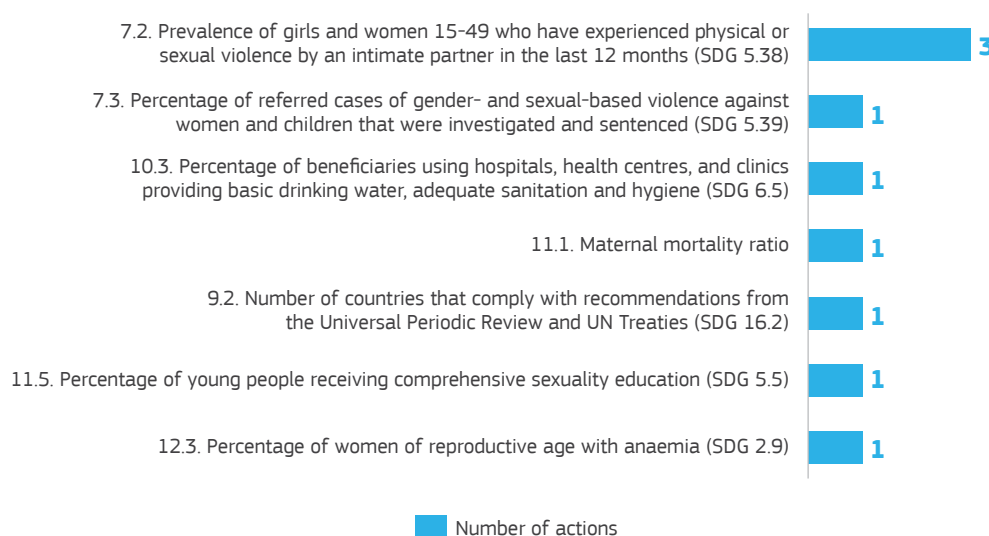 7.2. Prevalence of girls and women 15-49 who have experienced physical or
sexual violence by an intimate partner in the last 12 months (SDG 5.38)
3
7.3. Percentage of referred cases of gender- and sexual-based violence against
women and children that were investigated and sentenced (SDG 5.39)
1
10.3. Percentage of beneficiaries using hospitals, health centres, and clinics
providing basic drinking water, adequate sanitation and hygiene (SDG 6.5)
1
11.1. Maternal mortality ratio
1
9.2. Number of countries that comply with recommendations from
the Universal Periodic Review and UN Treaties (SDG 16.2)
1
11.5. Percentage of young people receiving comprehensive sexuality education (SDG 5.5)
1
12.3. Percentage of women of reproductive age with anaemia (SDG 2.9)
1
Number of actions